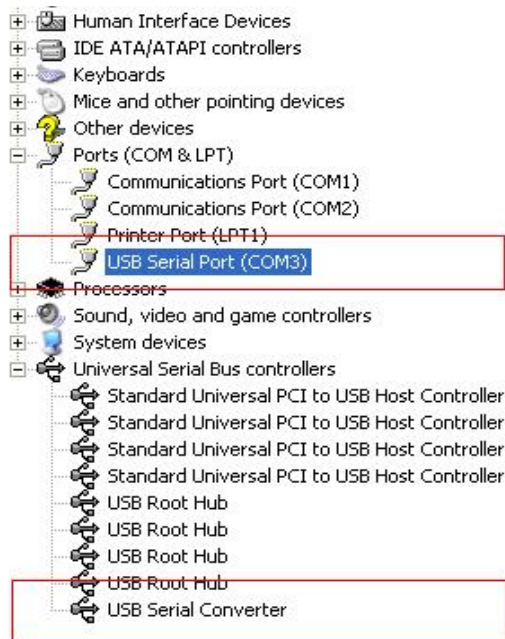 Human Interface Devices
IDE ATA/ATAPI controllers
Keyboards
Mice and other pointing devices
Other devices
Ports (COM & LPT)
Communications Port (COM1)
Communications Port (COM2)
Printer Port (LPT1)
USB Serial Port (COM3)
Processors
Sound, video and game controllers
System devices
Universal Serial Bus controllers
Standard Universal PCI to USB Host Controller
Standard Universal PCI to USB Host Controller
Standard Universal PCI to USB Host Controller
Standard Universal PCI to USB Host Controller
USB Root Hub
USB Root Hub
USB Root Hub
USB Root Hub
USB Serial Converter